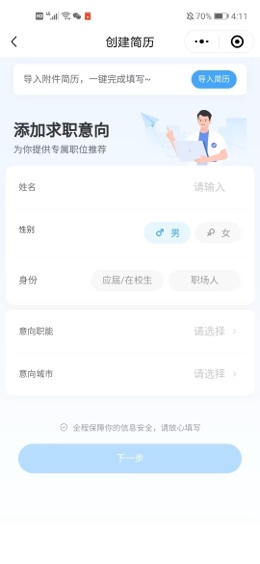 70% 4:11
创建简历
导入附件简历，一键完成填写~
导入简历
添加求职意向
为你提供专属职位推荐
姓名 请输入
性别 男 女
身份 应届/在校生 职场人
意向职能 请选择
意向城市 请选择
全程保障你的信息安全，请放心填写
下一步